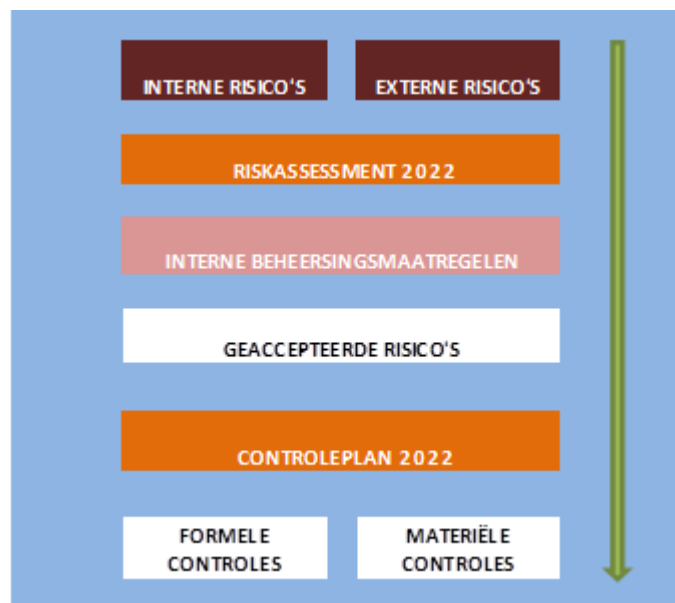 INTERNE RISICO'S
EXTERNE RISICO'S
RISKASSESSMENT 2022
INTERNE BEHEERSINGSMAATREGELEN
GEACCEPTEERDE RISICO'S
CONTROLEPLAN 2022
FORMELE
CONTROLES
MATERIËLE
CONTROLES